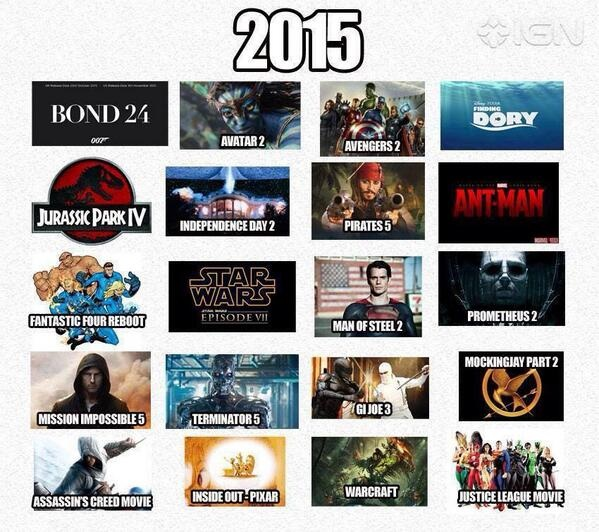 2015
IGN
BOND 24
007
AVATAR 2
AVENGERS 2
Disney·PIXAR
FINDING
DORY
JURASSIC PARK IV
INDEPENDENCE DAY 2
PIRATES 5
ANT-MAN
FANTASTIC FOUR REBOOT
STAR
WARS
STAR WARS
EPISODE VII
MAN OF STEEL 2
PROMETHEUS 2
MISSION IMPOSSIBLE 5
TERMINATOR 5
GI JOE 3
MOCKINGJAY PART 2
ASSASSIN'S CREED MOVIE
INSIDE OUT - PIXAR
WARCRAFT
JUSTICE LEAGUE MOVIE